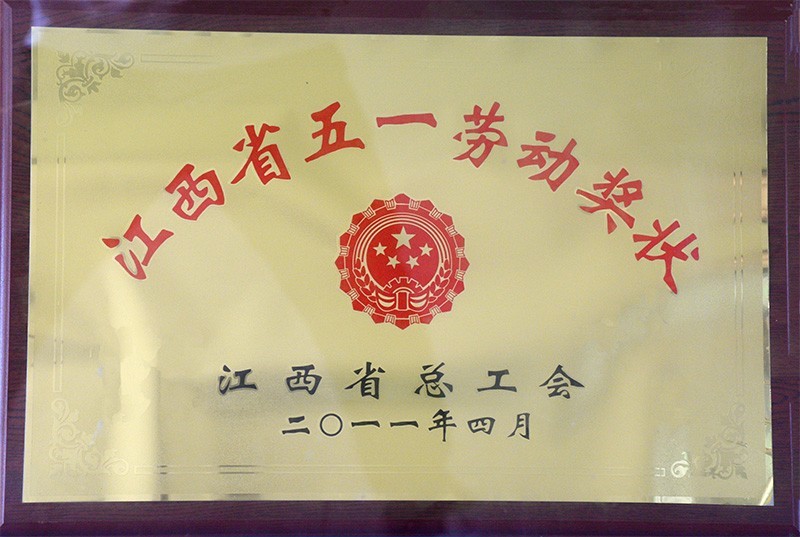 江西省五一劳动奖状
江西省总工会
二〇一一年四月